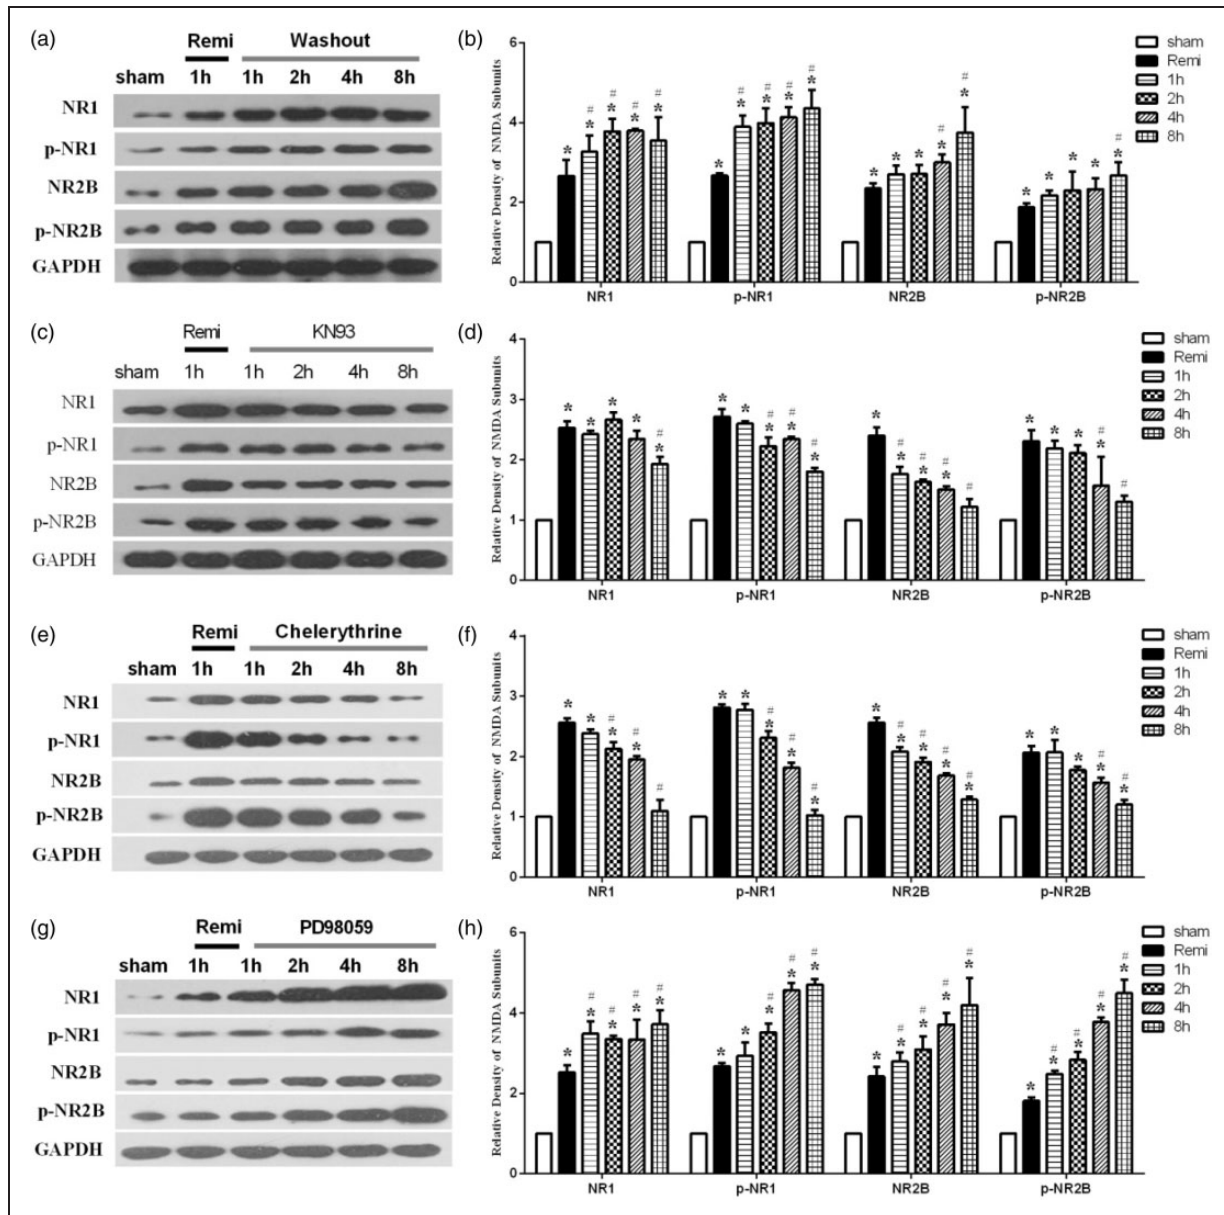 (a)
Remi Washout
sham 1h 1h 2h 4h 8h
NR1
p-NR1
NR2B
p-NR2B
GAPDH
(b)
Relative Density of NMDA Subunits
6
4
2
0
# # # #
* * * * *
# # # #
* * * * *
# #
* * * * *
#
* * * * *
NR1 p-NR1 NR2B p-NR2B
sham
Remi
1h
2h
4h
8h
(c)
Remi KN93
sham 1h 1h 2h 4h 8h
NR1
p-NR1
NR2B
p-NR2B
GAPDH
(d)
Relative Density of NMDA Subunits
4
3
2
1
0
#
* * * * *
# # #
* * * * *
# # # #
* * * *
# #
* * * *
NR1 p-NR1 NR2B p-NR2B
sham
Remi
1h
2h
4h
8h
(e)
Remi Chelerythrine
sham 1h 1h 2h 4h 8h
NR1
p-NR1
NR2B
p-NR2B
GAPDH
(f)
Relative Density of NMDA Subunits
4
3
2
1
0
# # #
* * * *
# # #
* * * * *
# # # #
* * * * *
# #
* * * * *
NR1 p-NR1 NR2B p-NR2B
sham
Remi
1h
2h
4h
8h
(g)
Remi PD98059
sham 1h 1h 2h 4h 8h
NR1
p-NR1
NR2B
p-NR2B
GAPDH
(h)
Relative Density of NMDA Subunits
6
4
2
0
# # # #
* * * * *
# # #
* * * * *
# # # #
* * * * *
# # # #
* * * * *
NR1 p-NR1 NR2B p-NR2B
sham
Remi
1h
2h
4h
8h